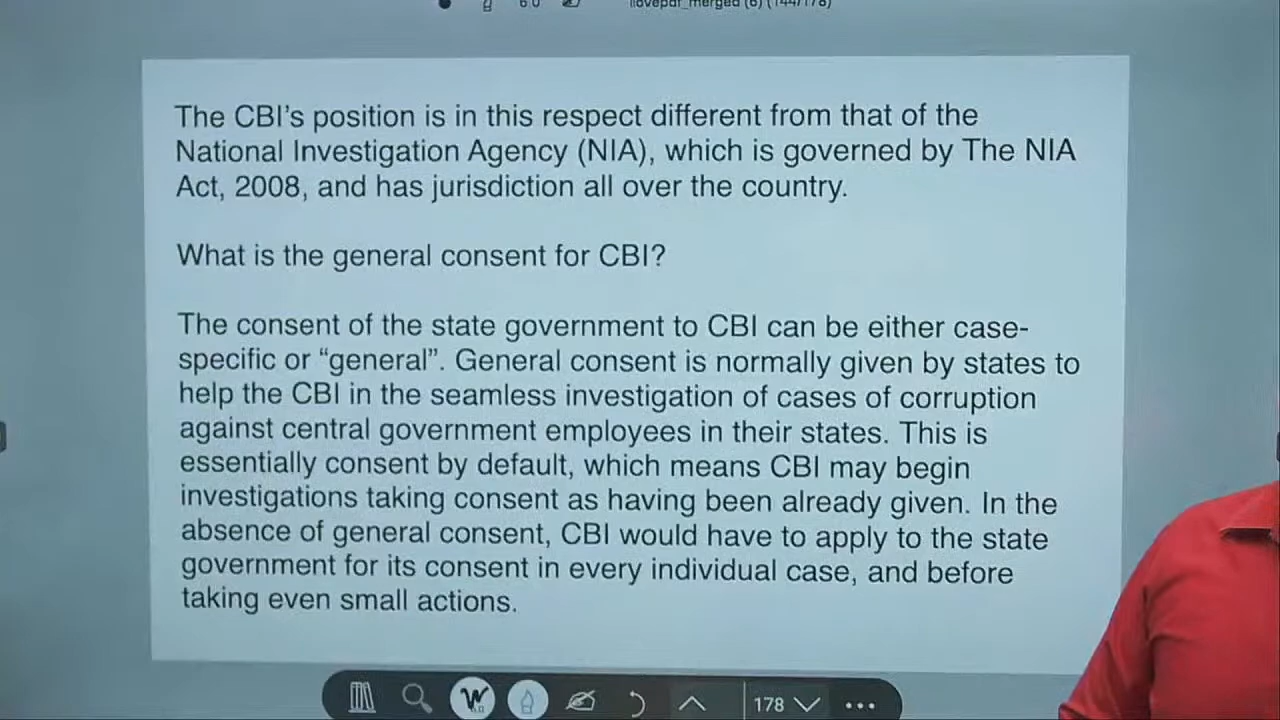 6.0 ilovepdf_merged (6) (144/178)
The CBI's position is in this respect different from that of the
National Investigation Agency (NIA), which is governed by The NIA
Act, 2008, and has jurisdiction all over the country.
What is the general consent for CBI?
The consent of the state government to CBI can be either case-
specific or “general”. General consent is normally given by states to
help the CBI in the seamless investigation of cases of corruption
against central government employees in their states. This is
essentially consent by default, which means CBI may begin
investigations taking consent as having been already given. In the
absence of general consent, CBI would have to apply to the state
government for its consent in every individual case, and before
taking even small actions.
W 178